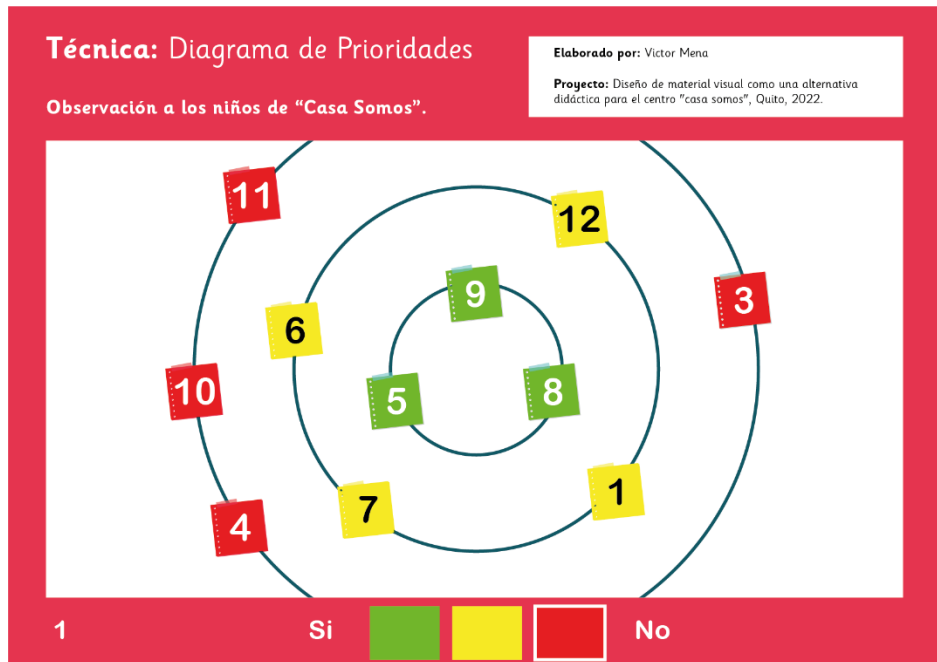 Técnica: Diagrama de Prioridades
Observación a los niños de “Casa Somos”.
Elaborado por: Victor Mena
Proyecto: Diseño de material visual como una alternativa
didáctica para el centro "casa somos", Quito, 2022.
11
12
9
3
6
10
5
8
7
1
4
1
Si
No